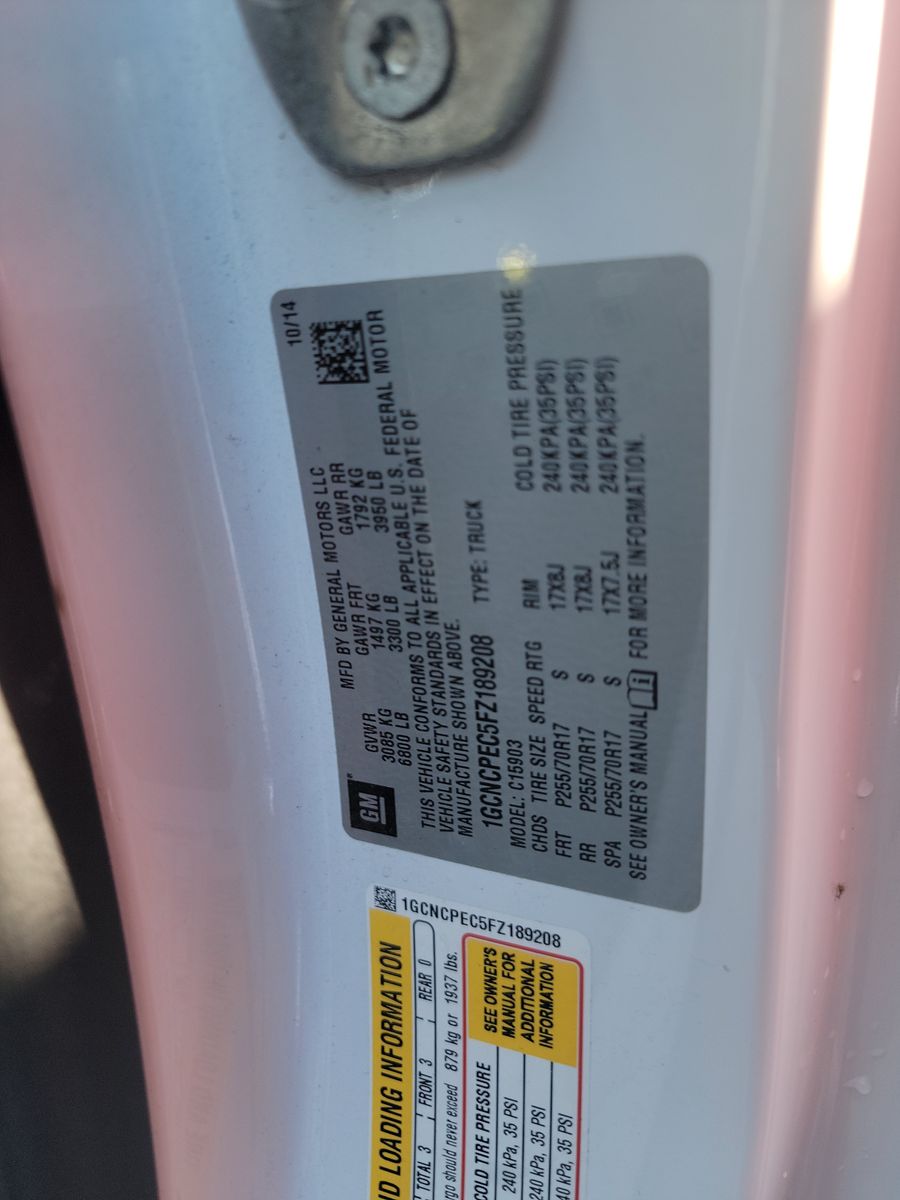 10/14
MFD BY GENERAL MOTORS LLC
GM
GVWR GAWR FRT GAWR RR
3085 KG 1497 KG 1792 KG
6800 LB 3300 LB 3950 LB
THIS VEHICLE CONFORMS TO ALL APPLICABLE U.S. FEDERAL MOTOR
VEHICLE SAFETY STANDARDS IN EFFECT ON THE DATE OF
MANUFACTURE SHOWN ABOVE.
1GCNCPEC5FZ189208 TYPE: TRUCK
MODEL: C15903
CHDS TIRE SIZE SPEED RTG RIM COLD TIRE PRESSURE
FRT P255/70R17 S 17X8J 240KPA(35PSI)
RR P255/70R17 S 17X8J 240KPA(35PSI)
SPA P255/70R17 S 17X7.5J 240KPA(35PSI)
SEE OWNER'S MANUAL FOR MORE INFORMATION.
1GCNCPEC5FZ189208
LOADING INFORMATION
TOTAL 3 FRONT 3 REAR 0
should never exceed 879 kg or 1937 lbs.
COLD TIRE PRESSURE
240 kPa, 35 PSI
240 kPa, 35 PSI
kPa, 35 PSI
SEE OWNER'S
MANUAL FOR
ADDITIONAL
INFORMATION